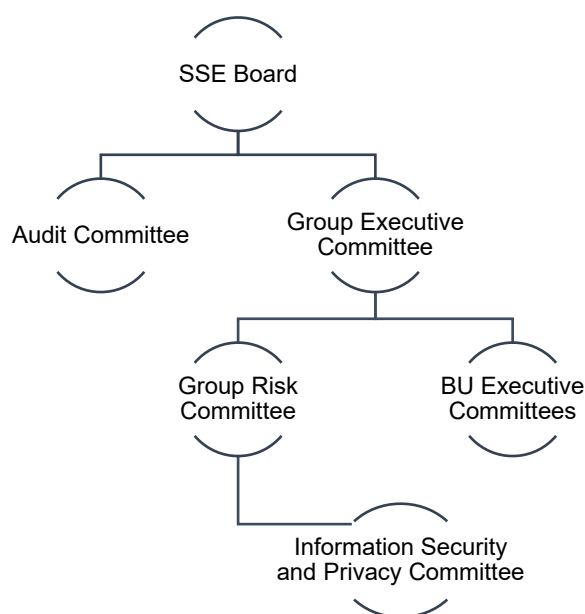 SSE Board
Audit Committee
Group Executive
Committee
Group Risk
Committee
BU Executive
Committees
Information Security
and Privacy Committee